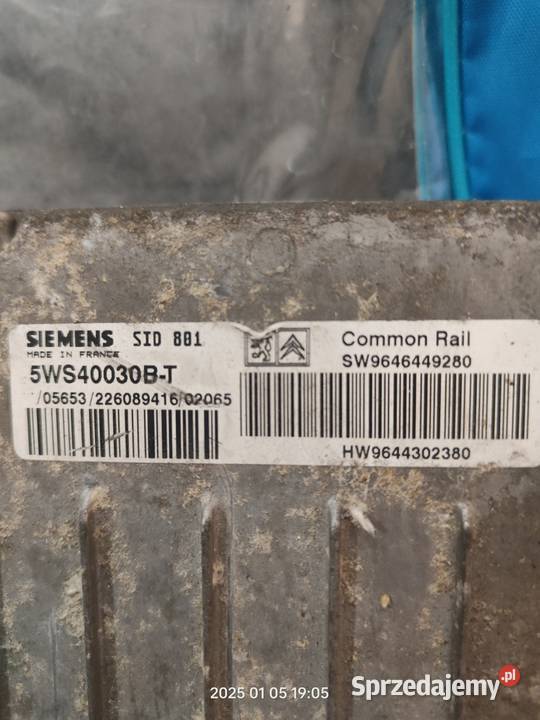 SIEMENS SID 801
MADE IN FRANCE
5WS40030B-T
/05653/226089416/02065
Common Rail
SW9646449280
HW9644302380
2025 01 05 19:05
Sprzedajemy.pl